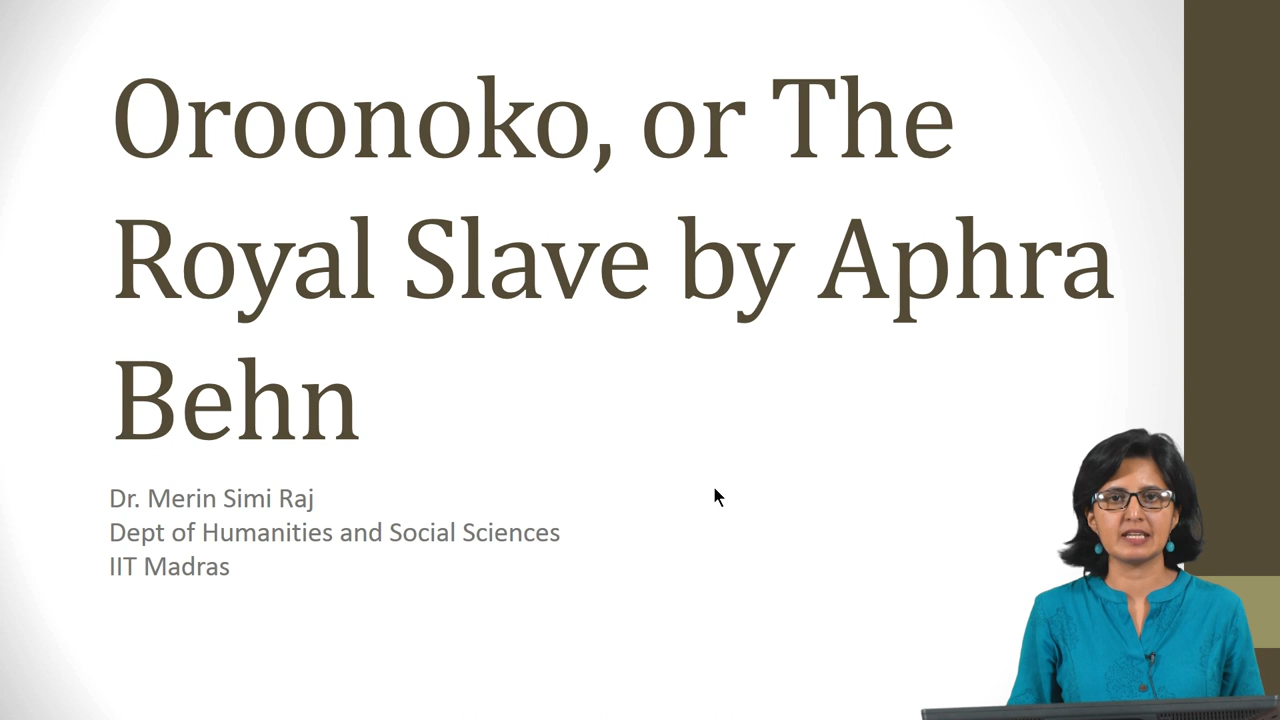 Oroonoko, or The
Royal Slave by Aphra
Behn
Dr. Merin Simi Raj
Dept of Humanities and Social Sciences
IIT Madras